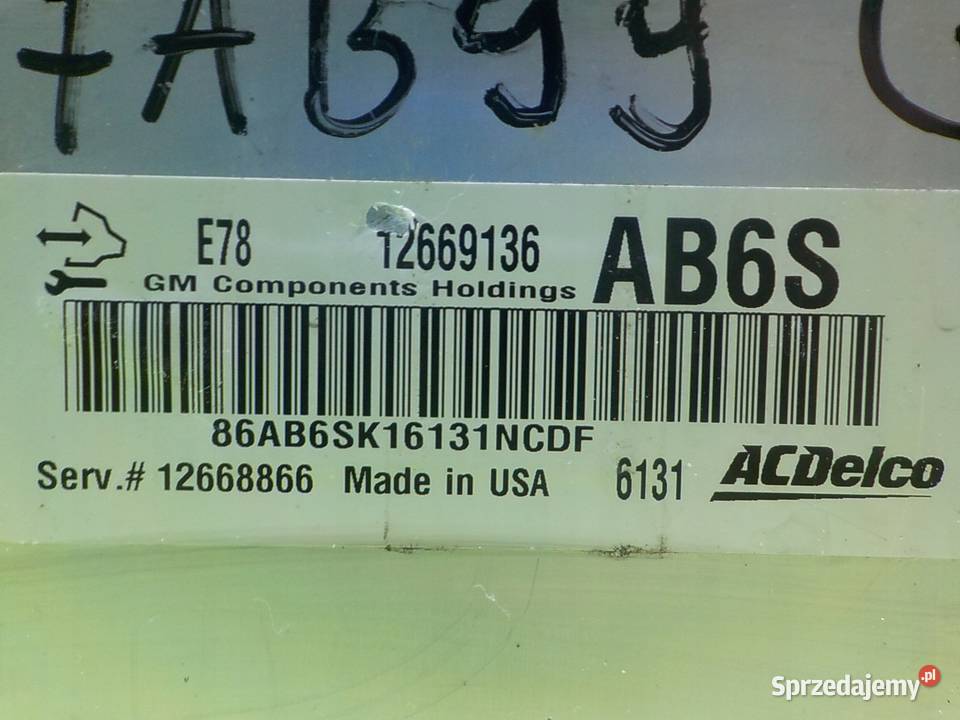 E78 12669136 AB6S
GM Components Holdings
86AB6SK16131NCDF
Serv.# 12668866 Made in USA 6131 ACDelco
Sprzedajemy.pl